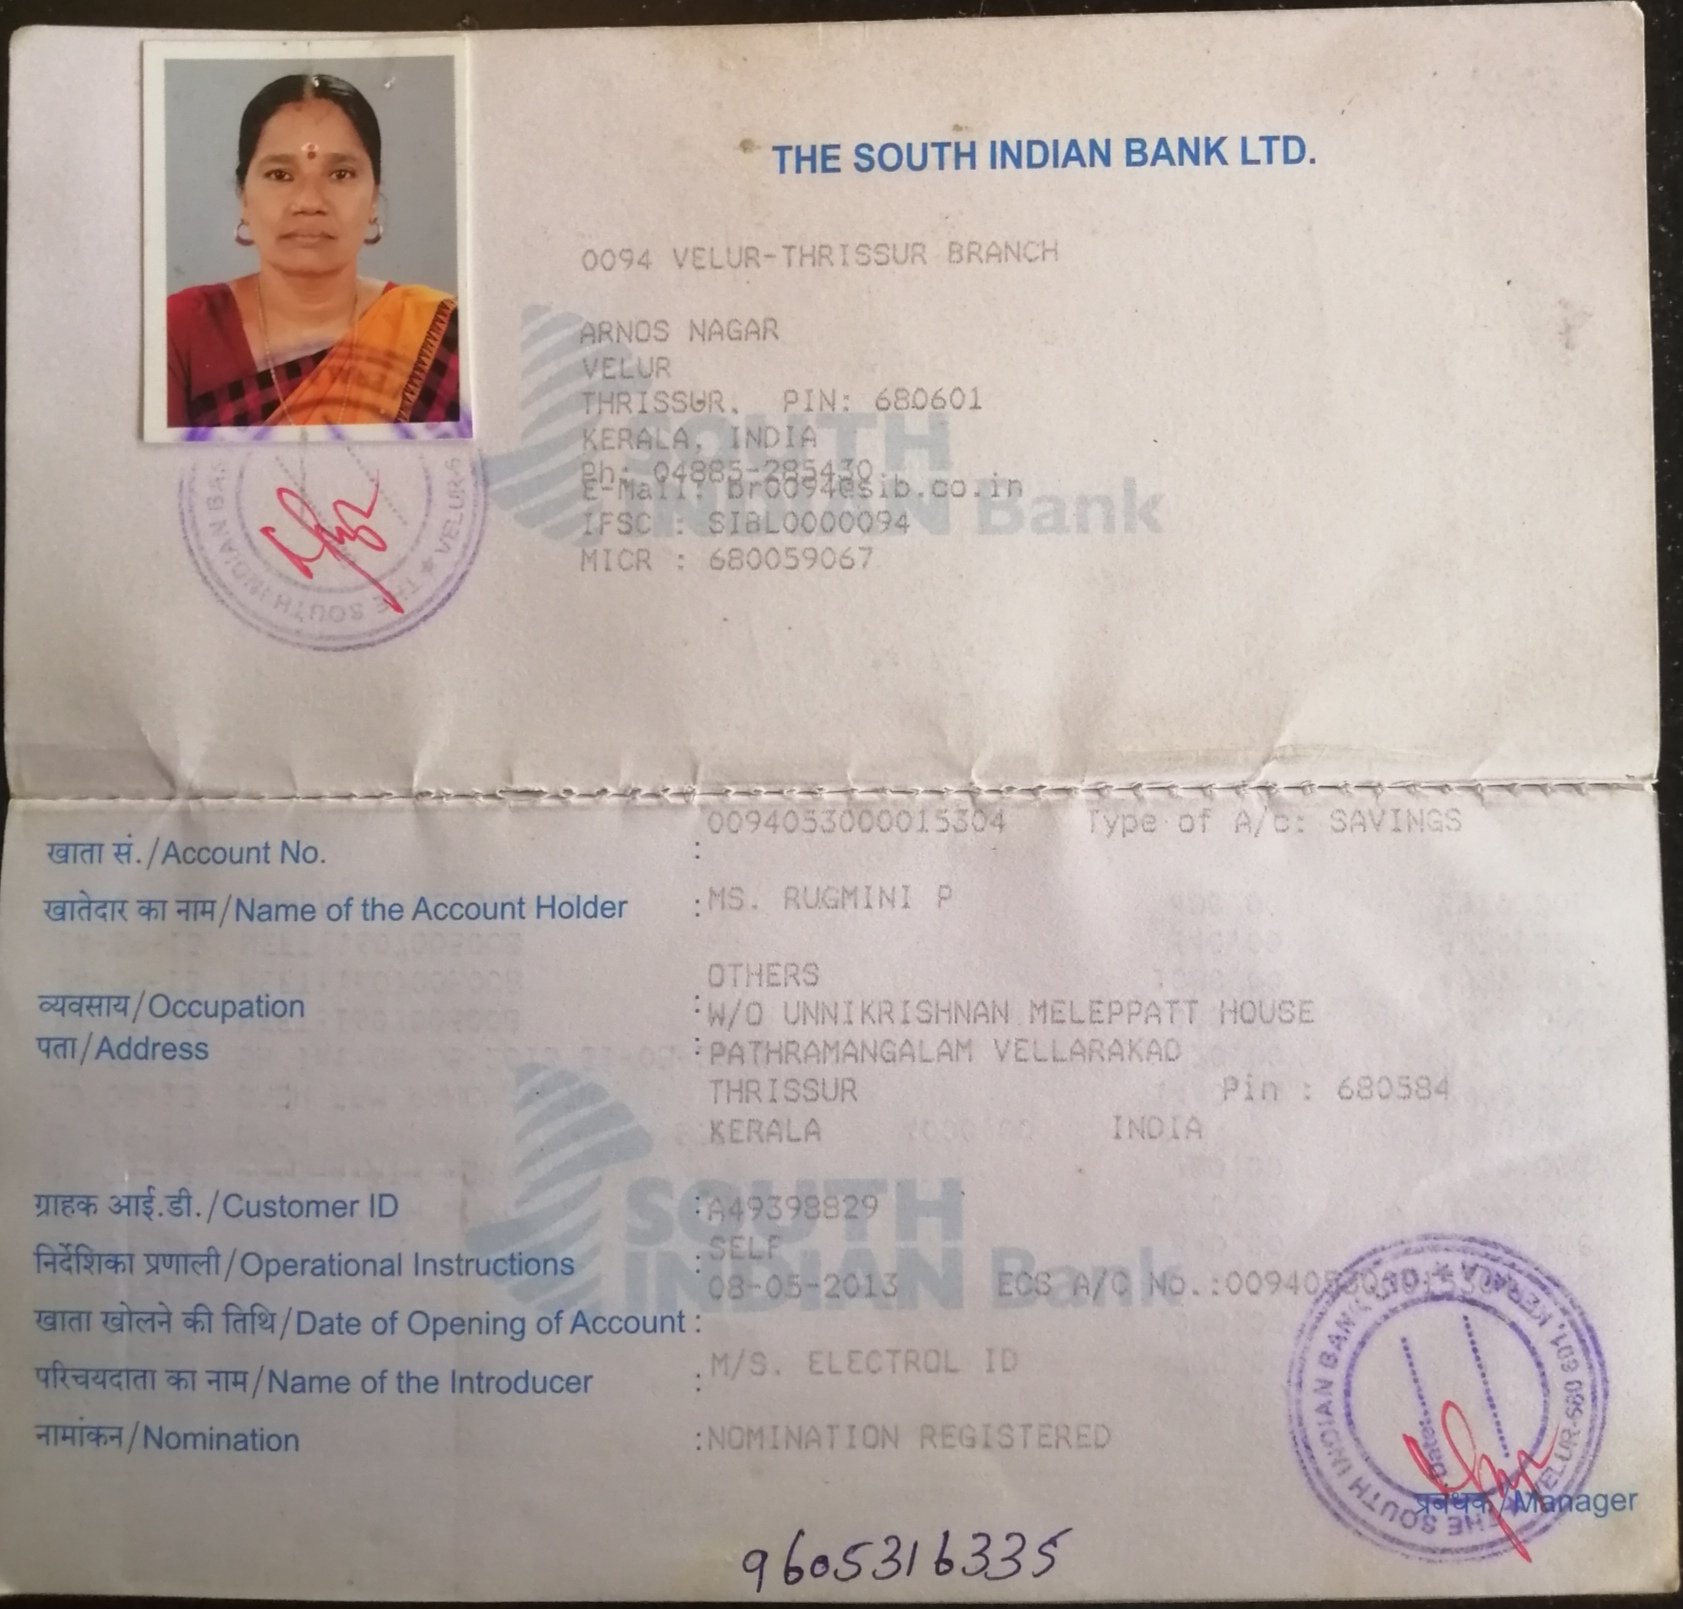 THE SOUTH INDIAN BANK LTD.
0094 VELUR-THRISSUR BRANCH
ARNOS NAGAR
VELUR
THRISSUR. PIN: 680601
KERALA, INDIA
Ph: 04885-285430
E-Mail: br0094@sib.co.in
IFSC : SIBL0000094
MICR : 680059067
SOUTH
INDIAN Bank
THE SOUTH INDIAN BANK VELUR
खाता सं./Account No. : 0094053000015304 Type of A/c: SAVINGS
खातेदार का नाम/Name of the Account Holder : MS. RUGMINI P
OTHERS
व्यवसाय/Occupation : W/O UNNIKRISHNAN MELEPPATT HOUSE
पता/Address : PATHRAMANGALAM VELLARAKAD
THRISSUR Pin : 680584
KERALA INDIA
ग्राहक आई.डी./Customer ID : A49398829
SOUTH
INDIAN Bank
निर्देशिका प्रणाली/Operational Instructions : SELF
08-05-2013 ECS A/C No.:
खाता खोलने की तिथि/Date of Opening of Account :
परिचयदाता का नाम/Name of the Introducer : M/S. ELECTROL ID
नामांकन/Nomination : NOMINATION REGISTERED
THE SOUTH INDIAN BANK LTD. VELUR-680 601, KERALA
Date
प्रबंधक/Manager
9605316335